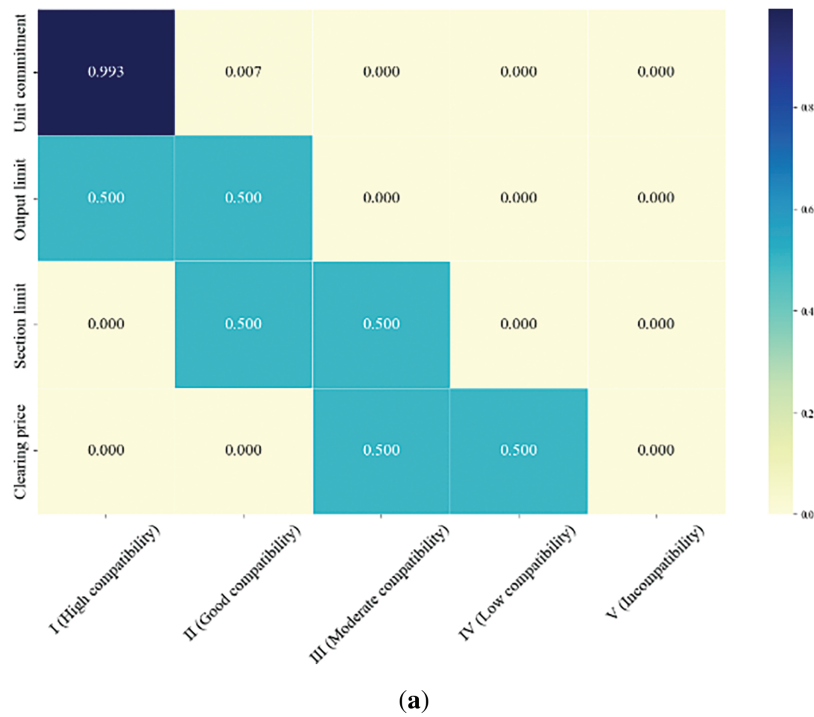 Unit commitment 0.993 0.007 0.000 0.000 0.000
Output limit 0.500 0.500 0.000 0.000 0.000
Section limit 0.000 0.500 0.500 0.000 0.000
Clearing price 0.000 0.000 0.500 0.500 0.000
I (High compatibility)
II (Good compatibility)
III (Moderate compatibility)
IV (Low compatibility)
V (Incompatibility)
0.8
0.6
0.4
0.2
0.0
(a)